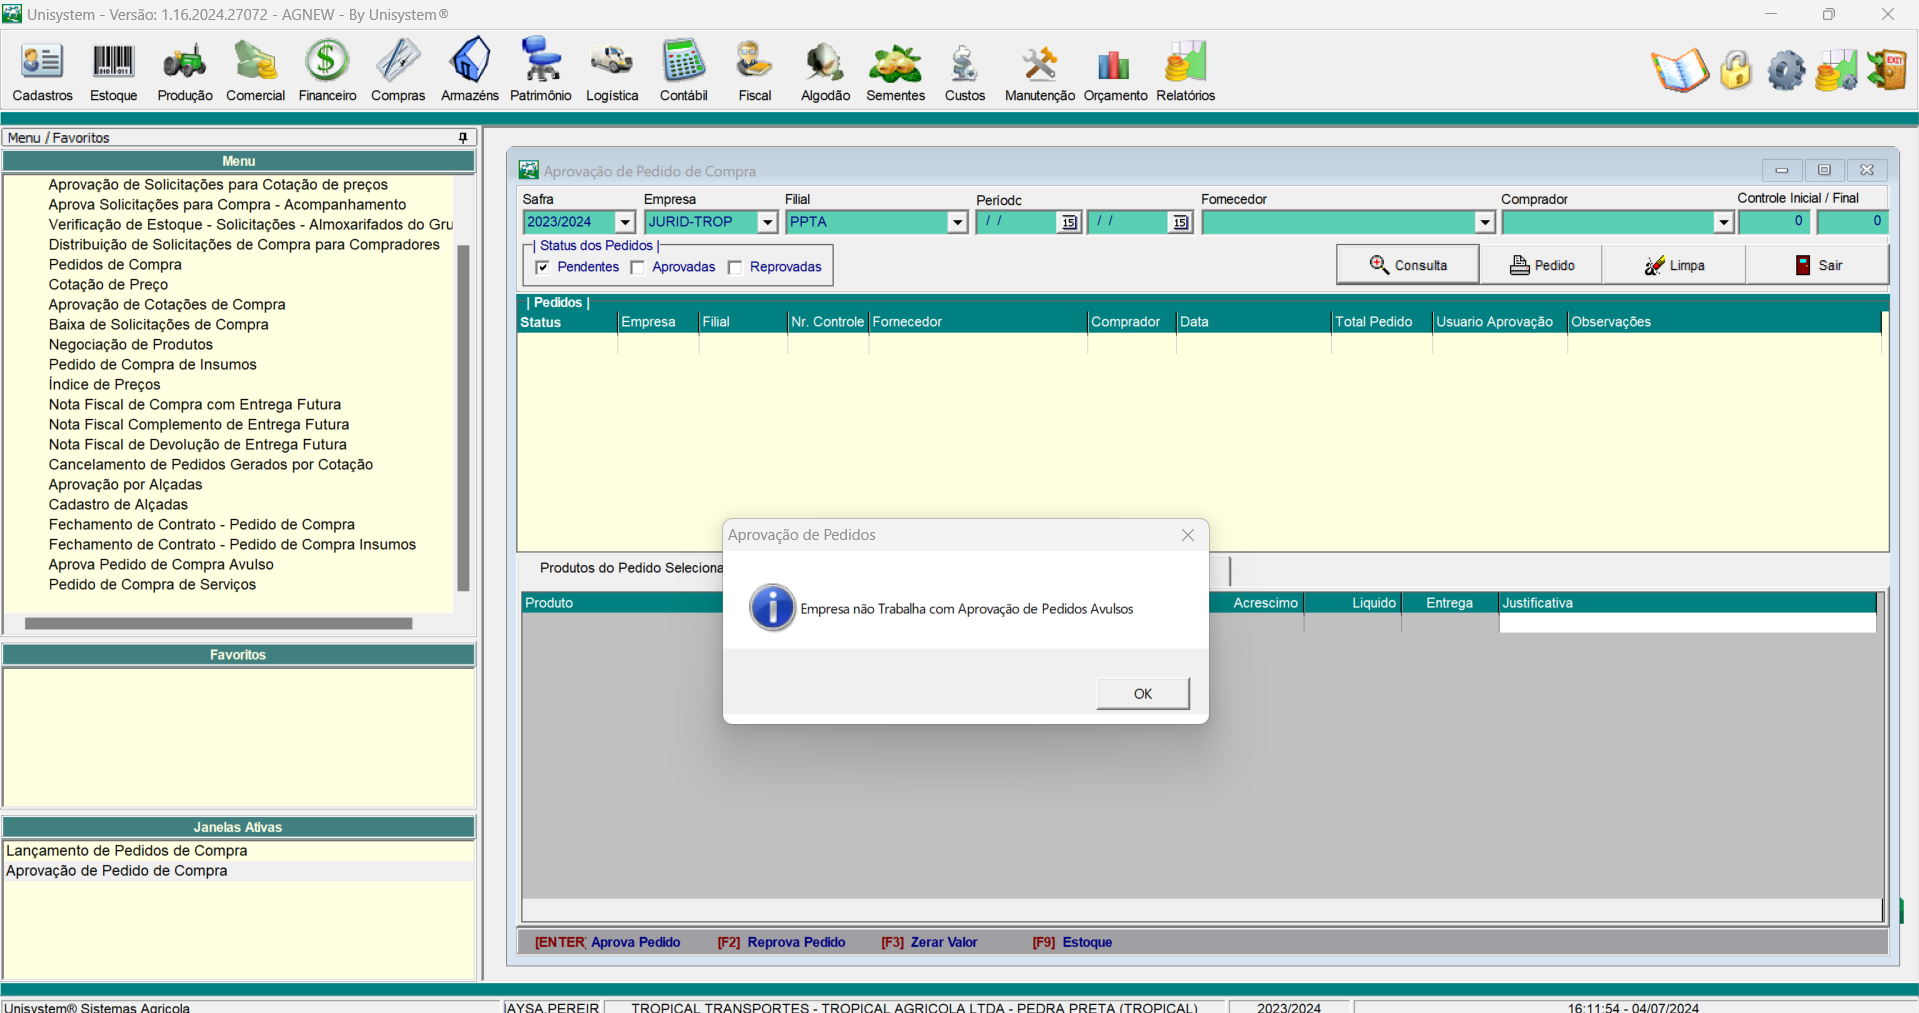 Unisystem - Versão: 1.16.2024.27072 - AGNEW - By Unisystem®
Cadastros Estoque Produção Comercial Financeiro Compras Armazéns Patrimônio Logística Contábil Fiscal Algodão Sementes Custos Manutenção Orçamento Relatórios
EXIT
Menu / Favoritos
Menu
Aprovação de Solicitações para Cotação de preços
Aprova Solicitações para Compra - Acompanhamento
Verificação de Estoque - Solicitações - Almoxarifados do Gru
Distribuição de Solicitações de Compra para Compradores
Pedidos de Compra
Cotação de Preço
Aprovação de Cotações de Compra
Baixa de Solicitações de Compra
Negociação de Produtos
Pedido de Compra de Insumos
Índice de Preços
Nota Fiscal de Compra com Entrega Futura
Nota Fiscal Complemento de Entrega Futura
Nota Fiscal de Devolução de Entrega Futura
Cancelamento de Pedidos Gerados por Cotação
Aprovação por Alçadas
Cadastro de Alçadas
Fechamento de Contrato - Pedido de Compra
Fechamento de Contrato - Pedido de Compra Insumos
Aprova Pedido de Compra Avulso
Pedido de Compra de Serviços
Favoritos
Janelas Ativas
Lançamento de Pedidos de Compra
Aprovação de Pedido de Compra
Aprovação de Pedido de Compra
Safra Empresa Filial Períodc Fornecedor Comprador Controle Inicial / Final
2023/2024 JURID-TROP PPTA / / 15 / / 15 0 0
| Status dos Pedidos |
Pendentes Aprovadas Reprovadas
Consulta Pedido Limpa Sair
| Pedidos |
Status Empresa Filial Nr. Controle Fornecedor Comprador Data Total Pedido Usuario Aprovação Observações
Produtos do Pedido Seleciona
Produto Acrescimo Liquido Entrega Justificativa
Aprovação de Pedidos
Empresa não Trabalha com Aprovação de Pedidos Avulsos
OK
[ENTER] Aprova Pedido [F2] Reprova Pedido [F3] Zerar Valor [F9] Estoque
Unisystem® Sistemas Agricola AYSA.PEREIR TROPICAL TRANSPORTES - TROPICAL AGRICOLA LTDA - PEDRA PRETA (TROPICAL) 2023/2024 16:11:54 - 04/07/2024